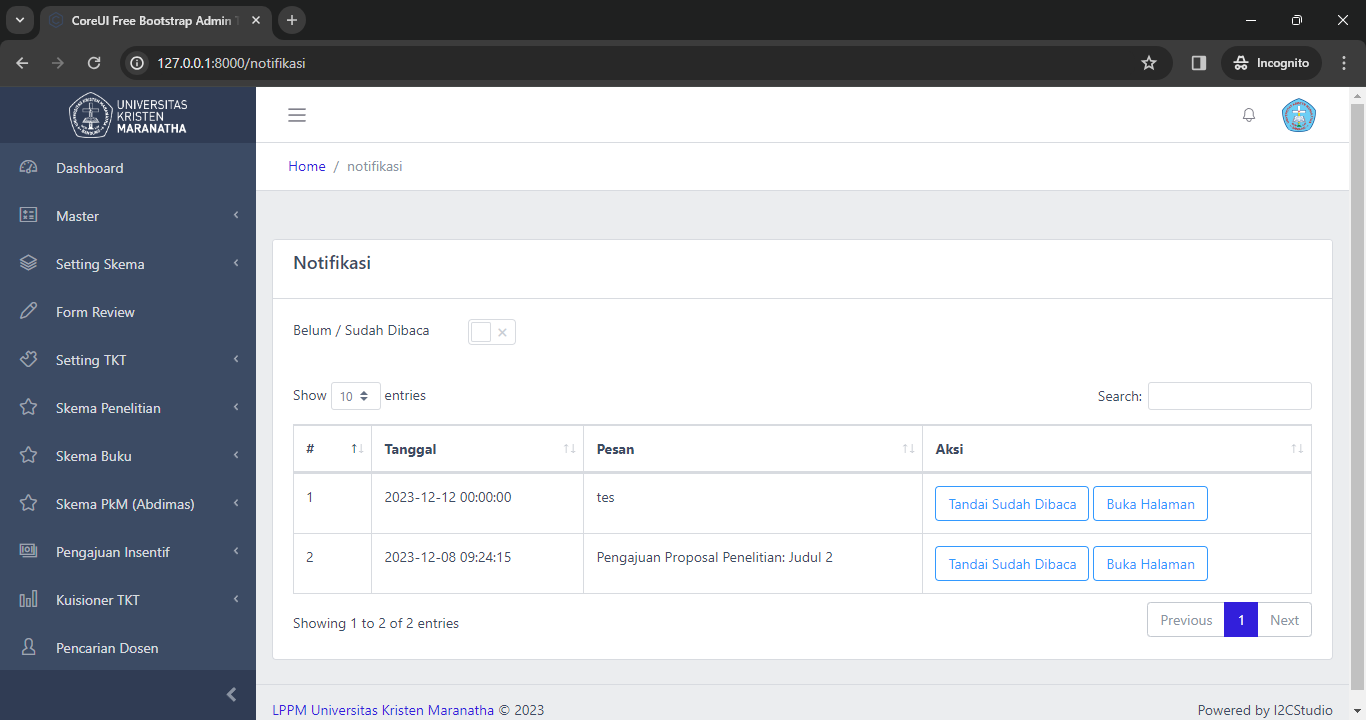 CoreUI Free Bootstrap Admin
127.0.0.1:8000/notifikasi
Incognito
UNIVERSITAS
KRISTEN
MARANATHA
Dashboard
Master
Setting Skema
Form Review
Setting TKT
Skema Penelitian
Skema Buku
Skema PkM (Abdimas)
Pengajuan Insentif
Kuisioner TKT
Pencarian Dosen
Home / notifikasi
Notifikasi
Belum / Sudah Dibaca
Show 10 entries
Search:
# Tanggal Pesan Aksi
1 2023-12-12 00:00:00 tes Tandai Sudah Dibaca Buka Halaman
2 2023-12-08 09:24:15 Pengajuan Proposal Penelitian: Judul 2 Tandai Sudah Dibaca Buka Halaman
Showing 1 to 2 of 2 entries
Previous 1 Next
LPPM Universitas Kristen Maranatha © 2023
Powered by I2CStudio